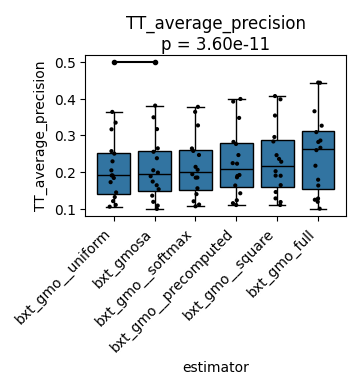 TT_average_precision
p = 3.60e-11
TT_average_precision
0.5
0.4
0.3
0.2
0.1
bxt_gmo__uniform
bxt_gmosa
bxt_gmo__softmax
bxt_gmo__precomputed
bxt_gmo__square
bxt_gmo_full
estimator